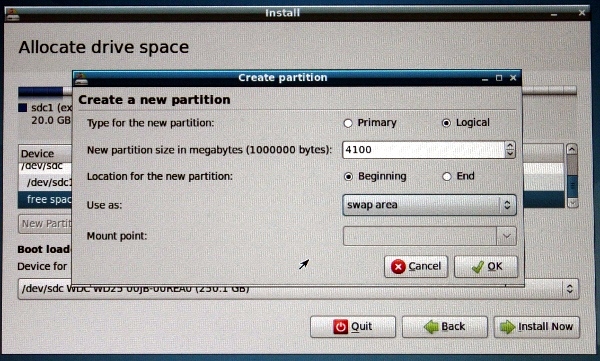 Install
Allocate drive space
Create partition
Create a new partition
sdc1 (ex
20.0 GB
Type for the new partition:
Primary
Logical
New partition size in megabytes (1000000 bytes):
4100
Location for the new partition:
Beginning
End
Use as:
swap area
Mount point:
Device
/dev/sdc
/dev/sdc1
free spac
New Partit
Boot load
Device for
Cancel
OK
/dev/sdc WDC WD25 00JB-00REA0 (250.1 GB)
Quit
Back
Install Now